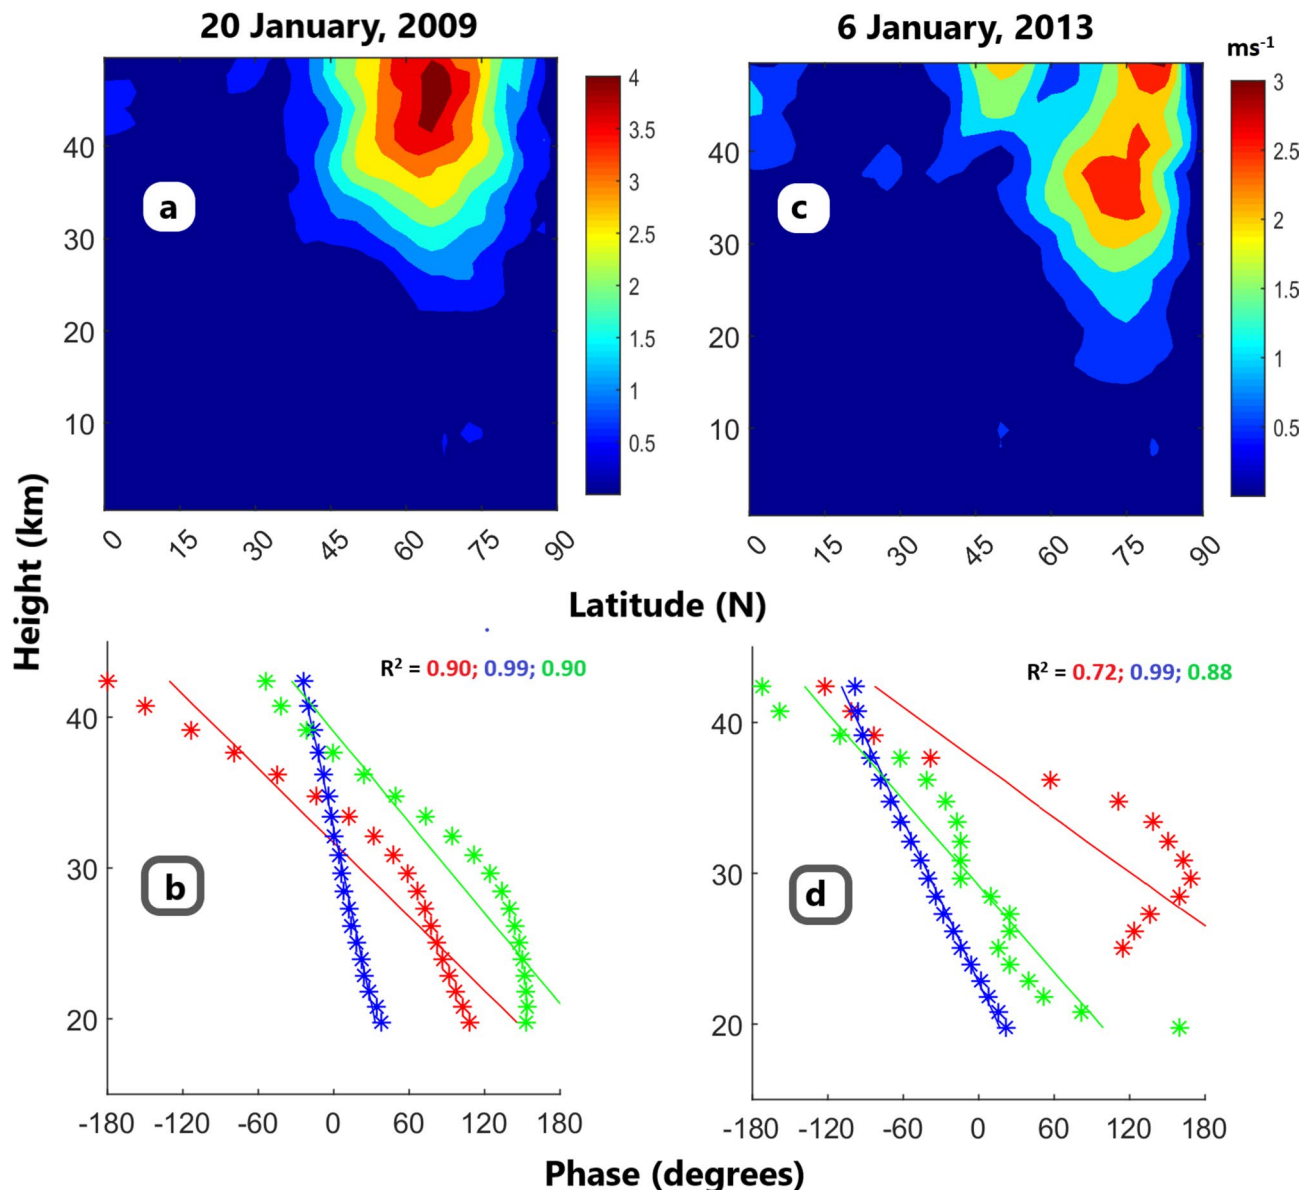 20 January, 2009
6 January, 2013
ms-1
a
c
4
3.5
3
2.5
2
1.5
1
0.5
3
2.5
2
1.5
1
0.5
40
30
20
10
40
30
20
10
0 15 30 45 60 75 90
0 15 30 45 60 75 90
Height (km)
Latitude (N)
R2 = 0.90; 0.99; 0.90
R2 = 0.72; 0.99; 0.88
b
d
40
30
20
40
30
20
-180 -120 -60 0 60 120 180
-180 -120 -60 0 60 120 180
Phase (degrees)